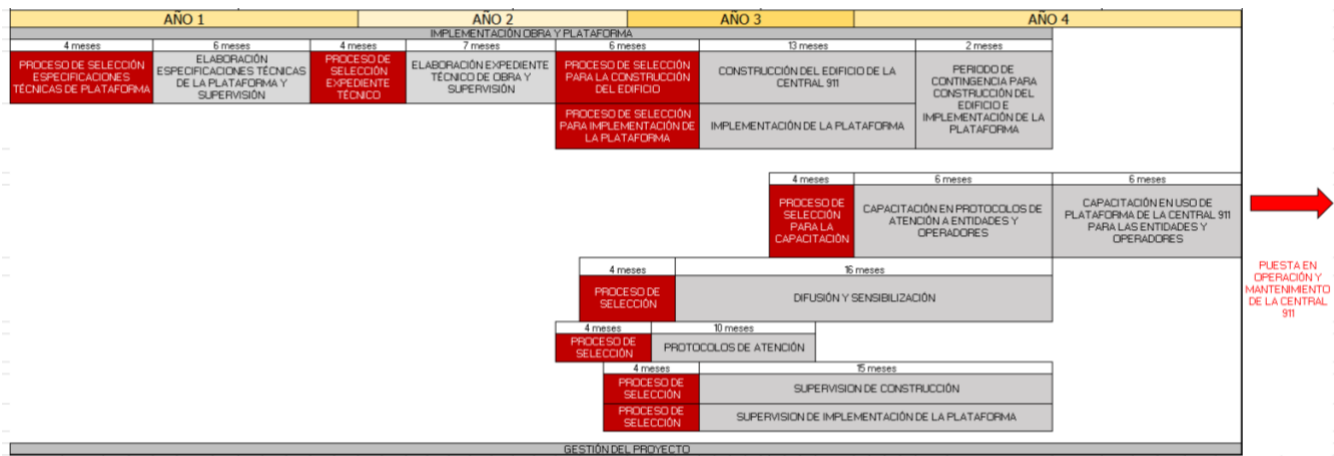 AÑO 1 AÑO 2 AÑO 3 AÑO 4
IMPLEMENTACIÓN OBRA Y PLATAFORMA
4 meses 6 meses 4 meses 7 meses 6 meses 13 meses 2 meses
PROCESO DE SELECCIÓN
ESPECIFICACIONES
TÉCNICAS DE PLATAFORMA
ELABORACIÓN
ESPECIFICACIONES TÉCNICAS
DE LA PLATAFORMA Y
SUPERVISIÓN
PROCESO DE
SELECCIÓN
EXPEDIENTE
TÉCNICO
ELABORACIÓN EXPEDIENTE
TÉCNICO DE OBRA Y
SUPERVISIÓN
PROCESO DE SELECCIÓN
PARA LA CONSTRUCCIÓN
DEL EDIFICIO
CONSTRUCCIÓN DEL EDIFICIO DE LA
CENTRAL 911
PERIODO DE
CONTINGENCIA PARA
CONSTRUCCIÓN DEL
EDIFICIO E
IMPLEMENTACIÓN DE LA
PLATAFORMA
PROCESO DE SELECCIÓN
PARA IMPLEMENTACIÓN DE
LA PLATAFORMA
IMPLEMENTACIÓN DE LA PLATAFORMA
4 meses 6 meses 6 meses
PROCESO DE
SELECCIÓN
PARA LA
CAPACITACIÓN
CAPACITACIÓN EN PROTOCOLOS DE
ATENCIÓN A ENTIDADES Y
OPERADORES
CAPACITACIÓN EN USO DE
PLATAFORMA DE LA CENTRAL 911
PARA LAS ENTIDADES Y
OPERADORES
PUESTA EN
OPERACIÓN Y
MANTENIMIENTO
DE LA CENTRAL
911
4 meses 16 meses
PROCESO DE
SELECCIÓN
DIFUSIÓN Y SENSIBILIZACIÓN
4 meses 10 meses
PROCESO DE
SELECCIÓN
PROTOCOLOS DE ATENCIÓN
4 meses 15 meses
PROCESO DE
SELECCIÓN
SUPERVISION DE CONSTRUCCIÓN
PROCESO DE
SELECCIÓN
SUPERVISION DE IMPLEMENTACIÓN DE LA PLATAFORMA
GESTIÓN DEL PROYECTO